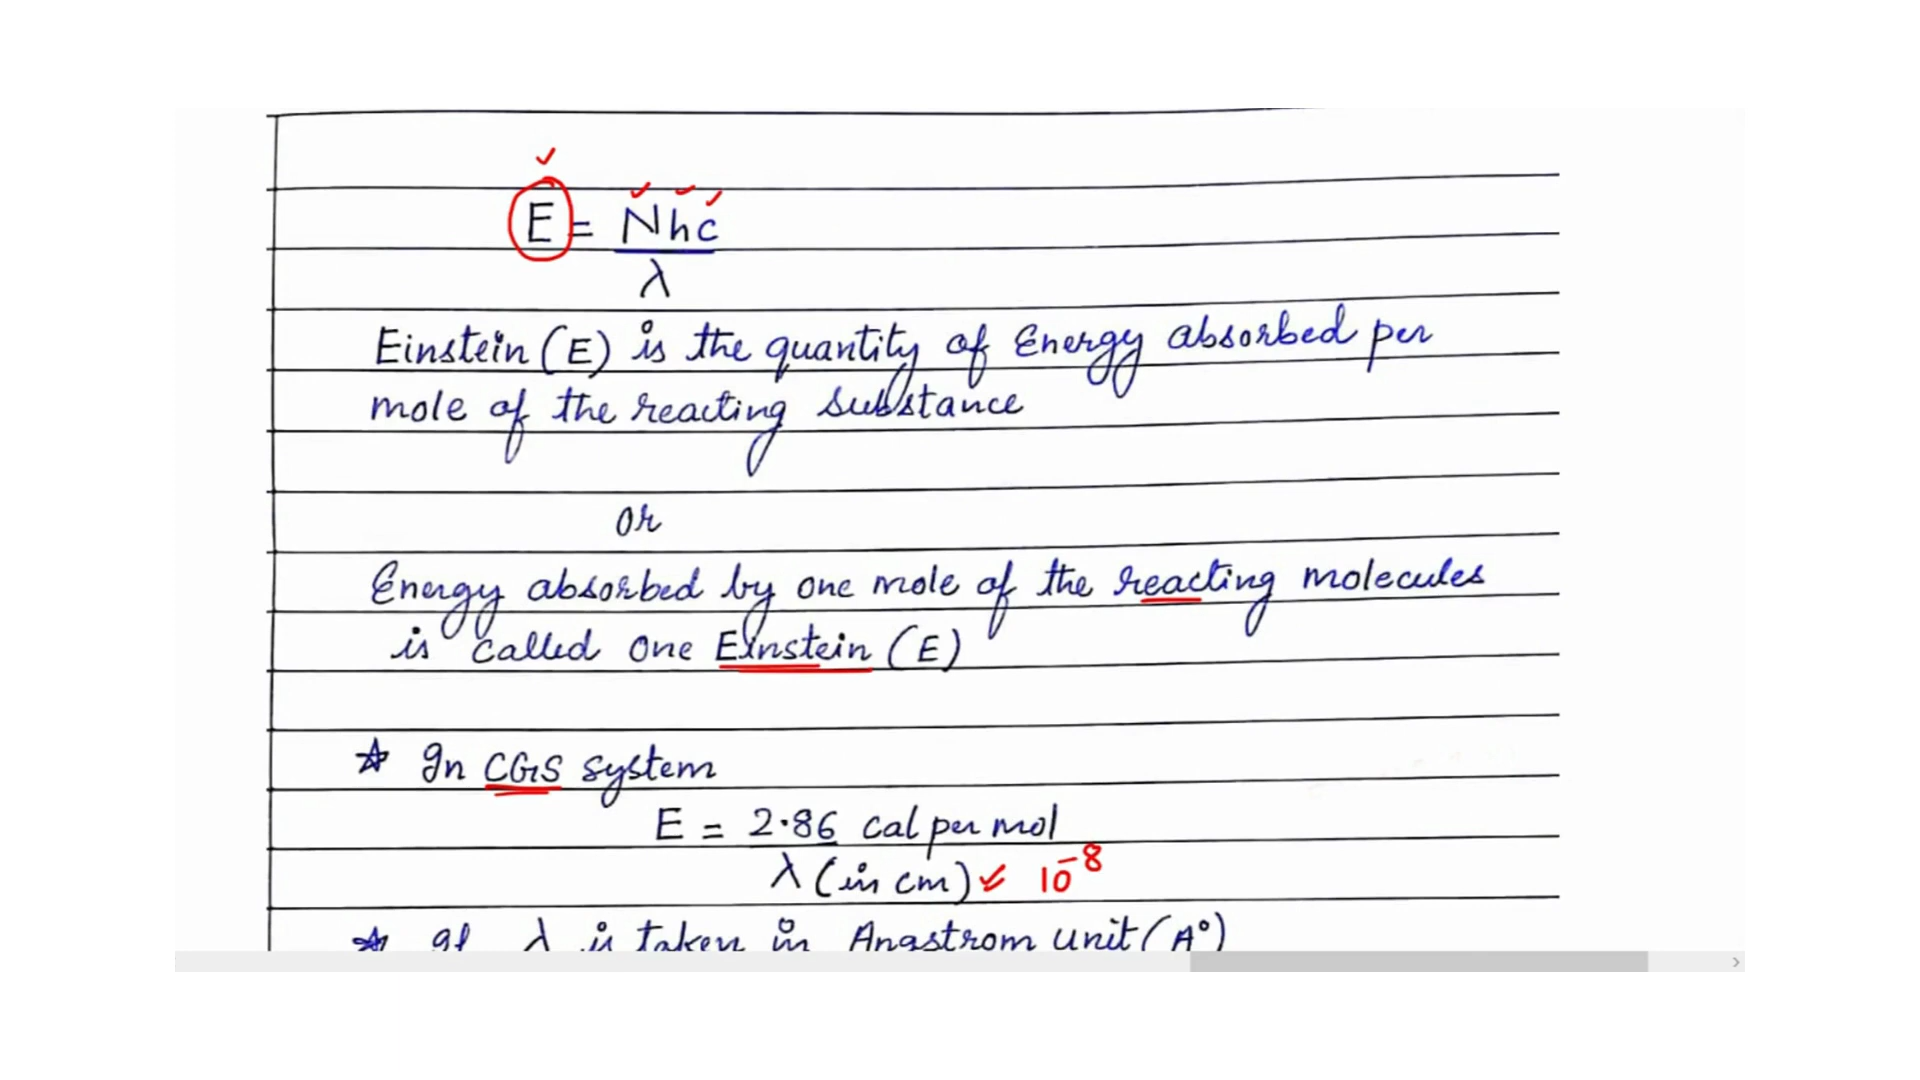 E = Nhc
λ
Einstein (E) is the quantity of Energy absorbed per
mole of the reacting substance
or
Energy absorbed by one mole of the reacting molecules
is called one Einstein (E)
☆ In CGS system
E = 2.86 cal per mol
λ (in cm) 10⁻⁸
☆ If λ is taken in Angstrom unit (A°)